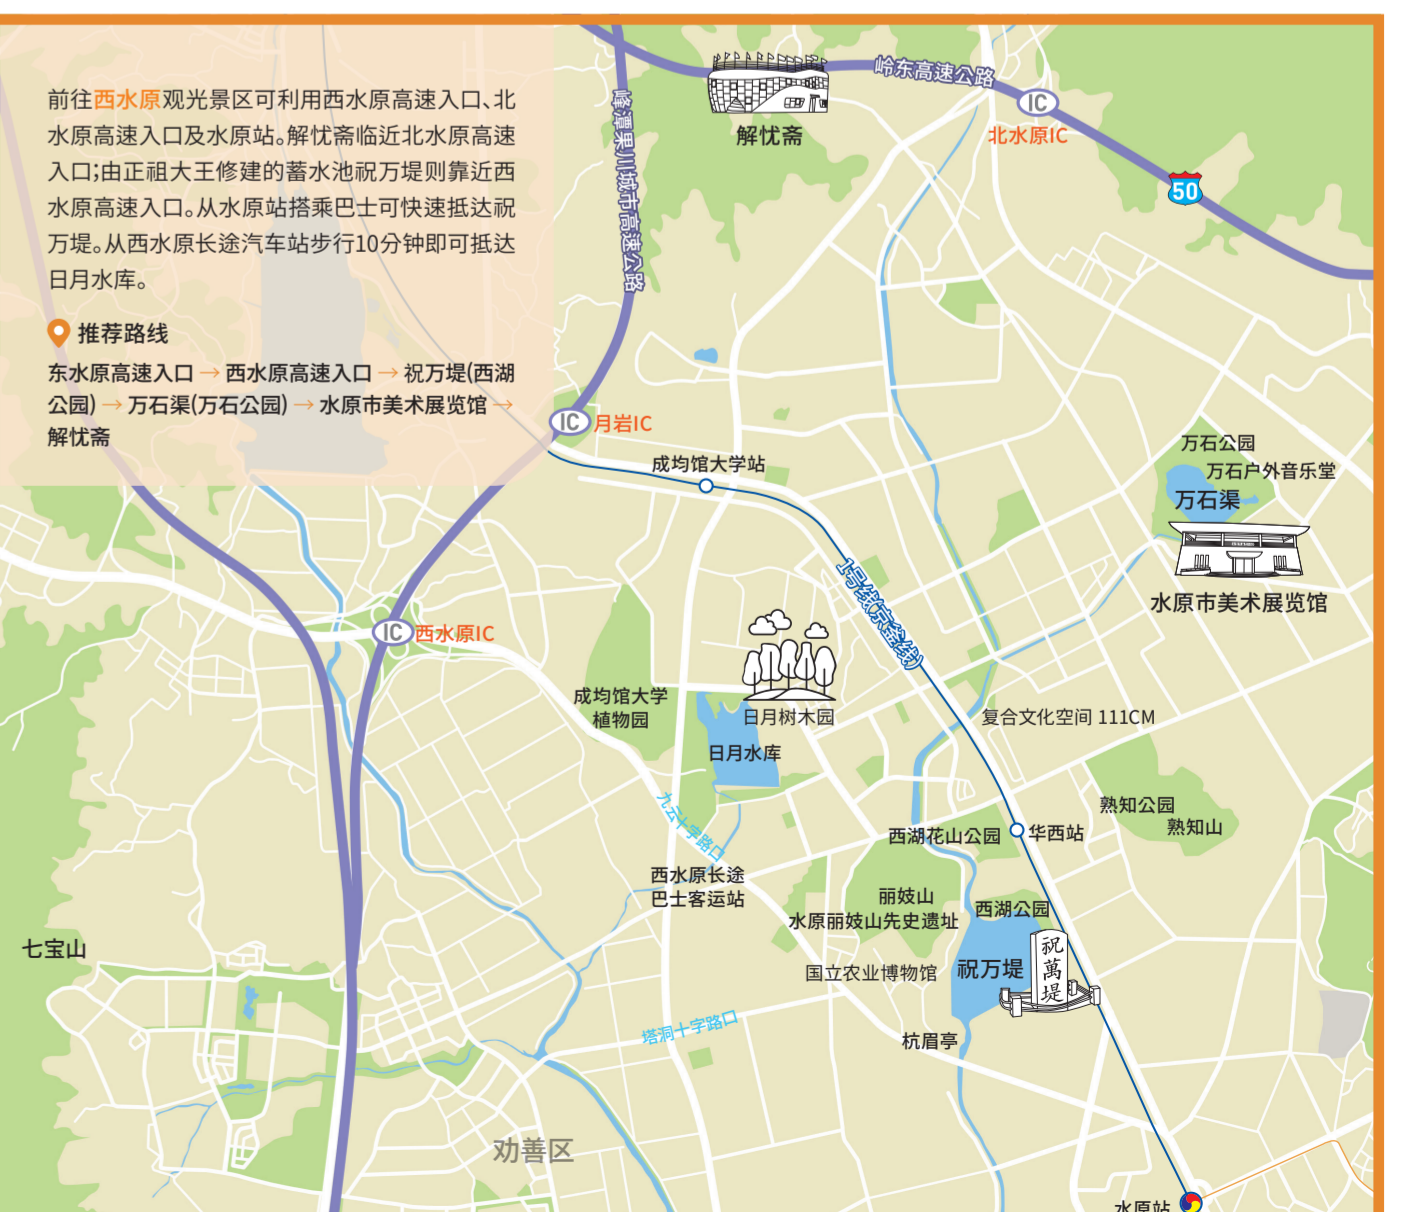 前往西水原观光景区可利用西水原高速入口、北
水原高速入口及水原站。解忧斋临近北水原高速
入口;由正祖大王修建的蓄水池祝万堤则靠近西
水原高速入口。从水原站搭乘巴士可快速抵达祝
万堤。从西水原长途汽车站步行10分钟即可抵达
日月水库。
推荐路线
东水原高速入口 → 西水原高速入口 → 祝万堤(西湖
公园) → 万石渠(万石公园) → 水原市美术展览馆 →
解忧斋
峰潭果川城市高速公路
解忧斋
岭东高速公路
IC
北水原IC
50
IC
月岩IC
成均馆大学站
万石公园
万石户外音乐堂
万石渠
水原市美术展览馆
1号线(京釜线)
IC
西水原IC
成均馆大学
植物园
日月树木园
日月水库
复合文化空间 111CM
九云十字路口
熟知公园
熟知山
西湖花山公园
华西站
西水原长途
巴士客运站
丽妓山
水原丽妓山先史遗址
西湖公园
七宝山
国立农业博物馆
祝万堤
祝萬堤
塔洞十字路口
杭眉亭
劝善区
水原站